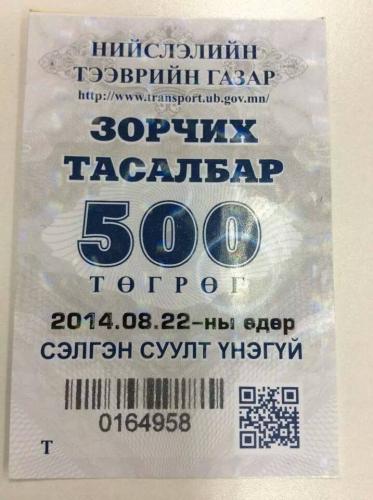 НИЙСЛЭЛИЙН
ТЭЭВРИЙН ГАЗАР
http://www.transport.ub.gov.mn/
ЗОРЧИХ
ТАСАЛБАР
500
ТӨГРӨГ
2014.08.22-ны өдөр
СЭЛГЭН СУУЛТ ҮНЭГҮЙ
0164958
Т